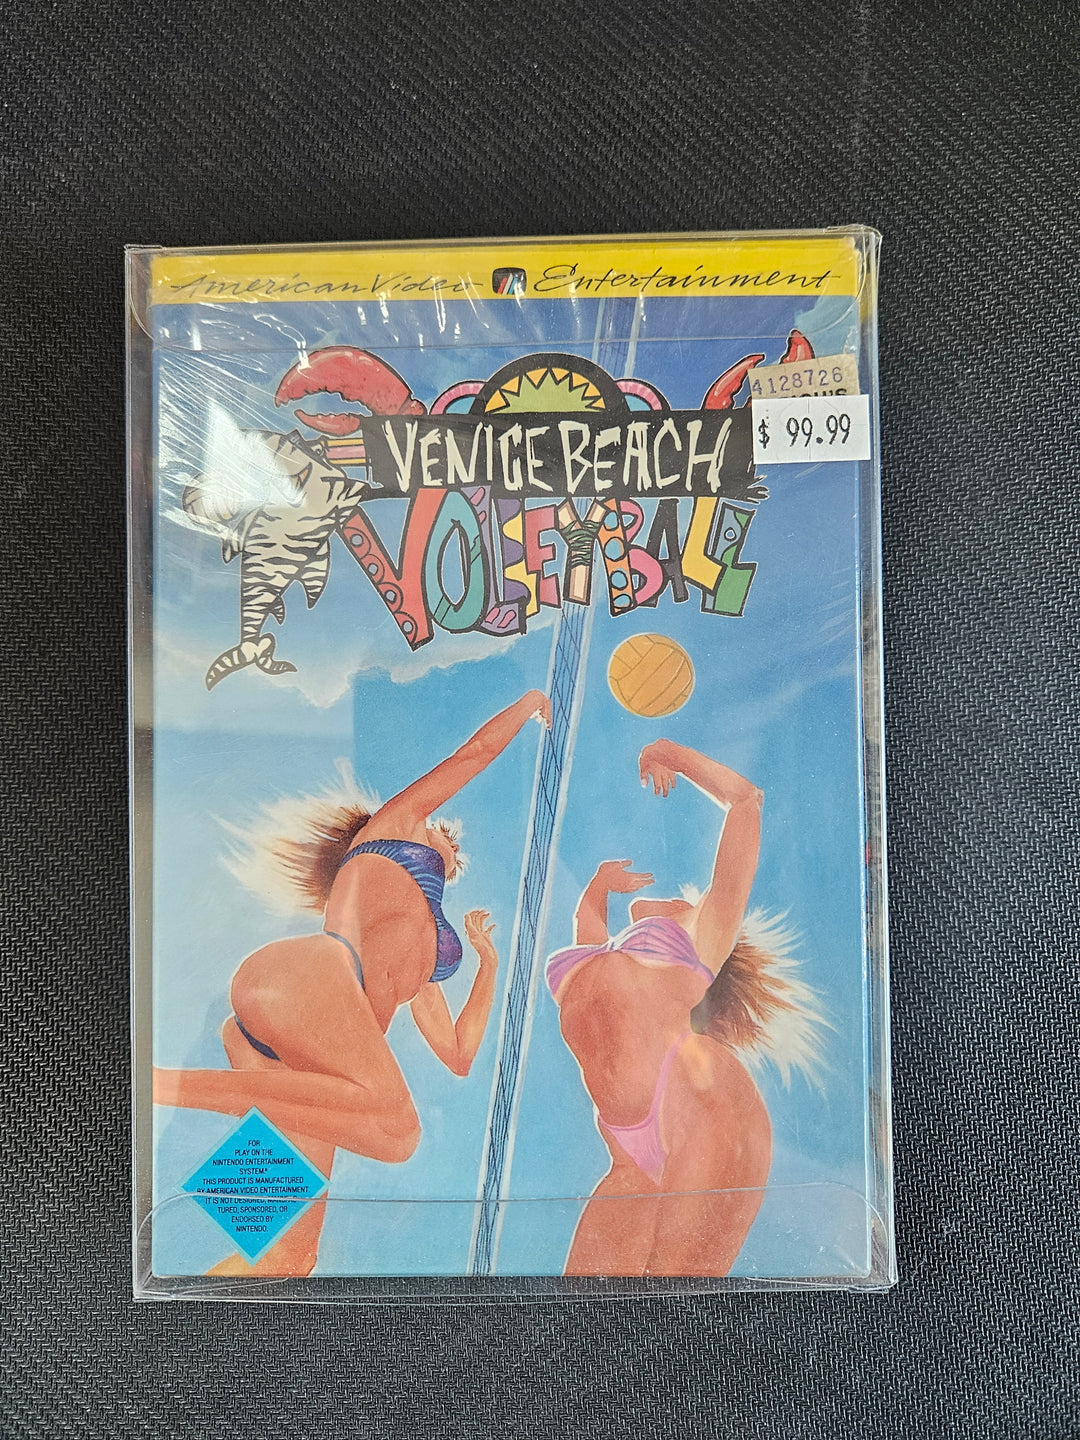 American Video Entertainment
4128726
$ 99.99
VENICE BEACH
VOLLEYBALL
FOR
PLAY ON THE
NINTENDO ENTERTAINMENT
SYSTEM.®
THIS PRODUCT IS MANUFACTURED
BY AMERICAN VIDEO ENTERTAINMENT.
IT IS NOT DESIGNED, MANUFAC-
TURED, SPONSORED, OR
ENDORSED BY
NINTENDO.